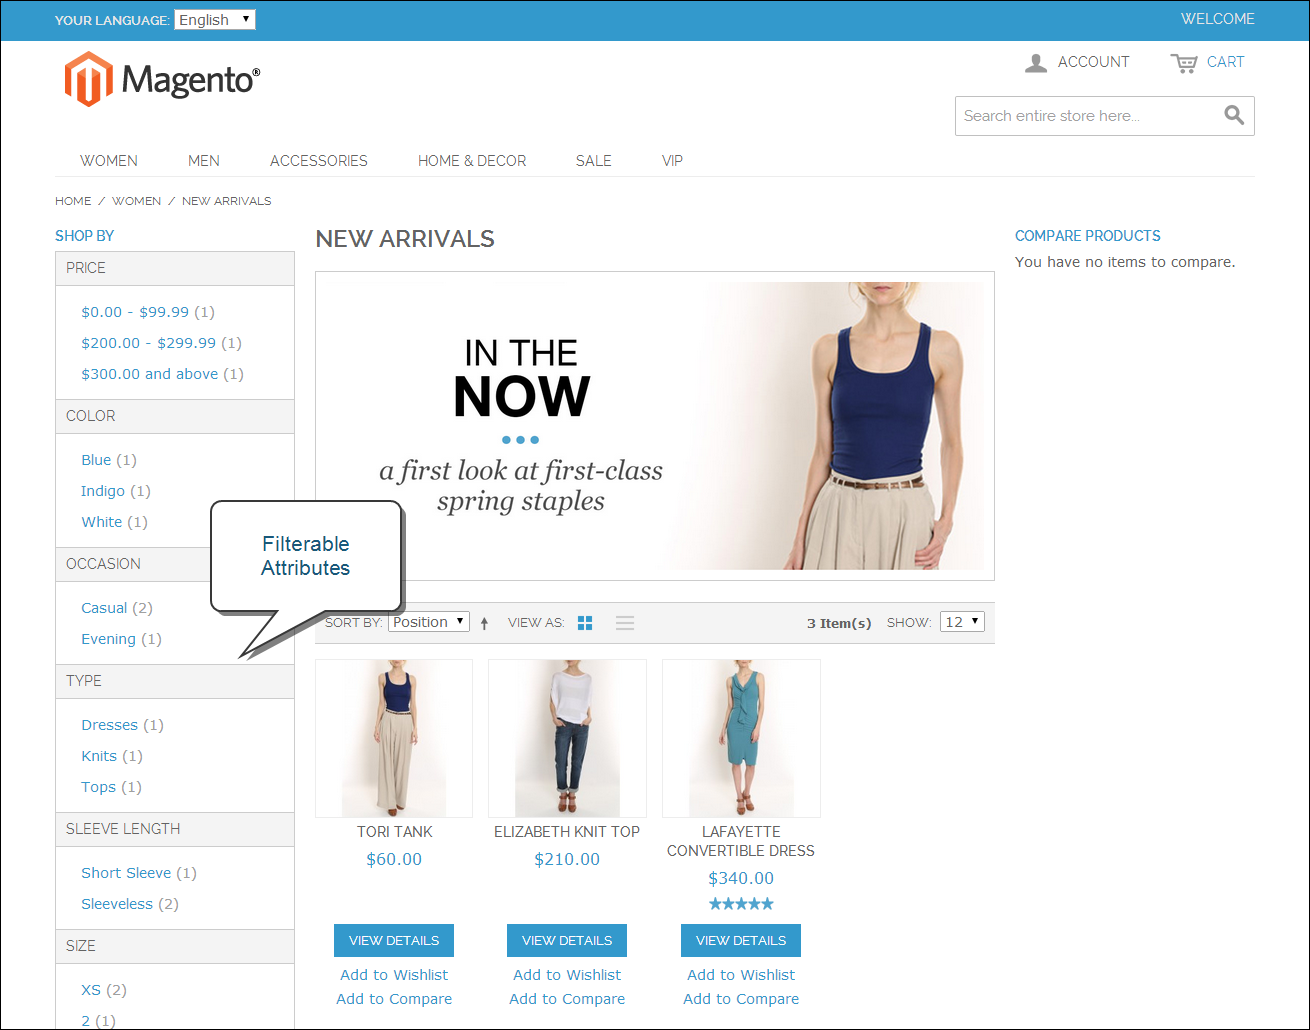 YOUR LANGUAGE: English
WELCOME
Magento®
ACCOUNT
CART
Search entire store here...
WOMEN
MEN
ACCESSORIES
HOME & DECOR
SALE
VIP
HOME / WOMEN / NEW ARRIVALS
SHOP BY
PRICE
$0.00 - $99.99 (1)
$200.00 - $299.99 (1)
$300.00 and above (1)
COLOR
Blue (1)
Indigo (1)
White (1)
OCCASION
Casual (2)
Evening (1)
TYPE
Dresses (1)
Knits (1)
Tops (1)
SLEEVE LENGTH
Short Sleeve (1)
Sleeveless (2)
SIZE
XS (2)
2 (1)
Filterable
Attributes
NEW ARRIVALS
IN THE
NOW
a first look at first-class
spring staples
SORT BY: Position
VIEW AS:
3 Item(s)
SHOW: 12
TORI TANK
$60.00
VIEW DETAILS
Add to Wishlist
Add to Compare
ELIZABETH KNIT TOP
$210.00
VIEW DETAILS
Add to Wishlist
Add to Compare
LAFAYETTE
CONVERTIBLE DRESS
$340.00
VIEW DETAILS
Add to Wishlist
Add to Compare
COMPARE PRODUCTS
You have no items to compare.